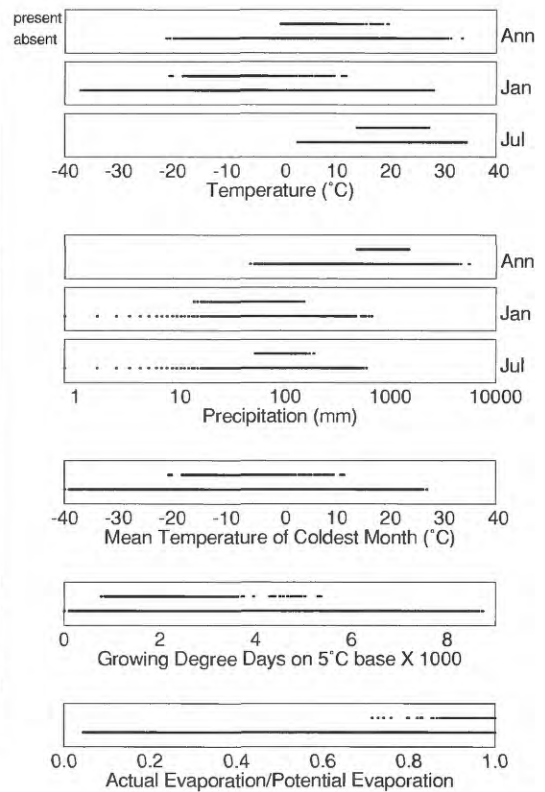 present
absent
Ann
Jan
Jul
-40 -30 -20 -10 0 10 20 30 40
Temperature (˚C)
Ann
Jan
Jul
1 10 100 1000 10000
Precipitation (mm)
-40 -30 -20 -10 0 10 20 30 40
Mean Temperature of Coldest Month (˚C)
0 2 4 6 8
Growing Degree Days on 5˚C base X 1000
0.0 0.2 0.4 0.6 0.8 1.0
Actual Evaporation/Potential Evaporation